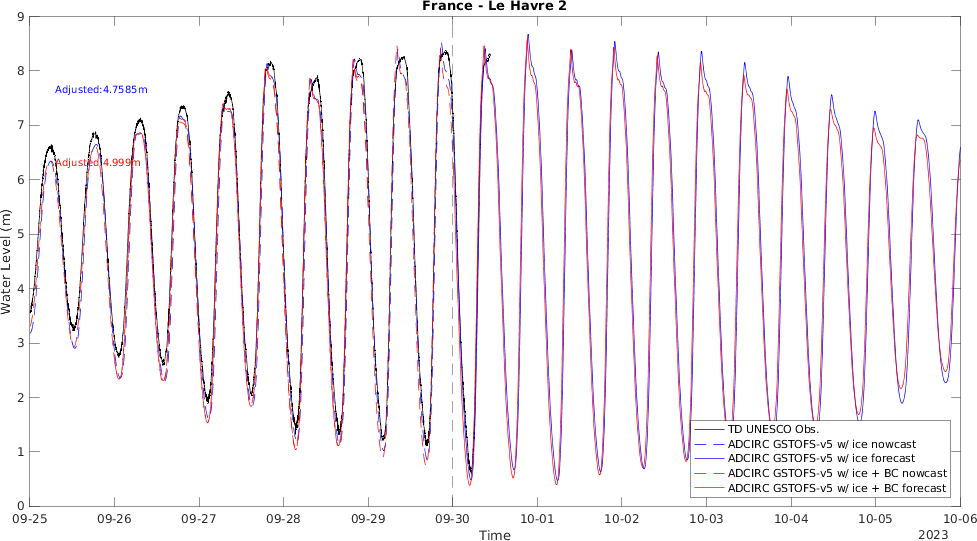 France - Le Havre 2
9
8
7
6
5
4
3
2
1
0
Water Level (m)
Adjusted:4.7585m
Adjusted:4.999m
TD UNESCO Obs.
ADCIRC GSTOFS-v5 w/ ice nowcast
ADCIRC GSTOFS-v5 w/ ice forecast
ADCIRC GSTOFS-v5 w/ ice + BC nowcast
ADCIRC GSTOFS-v5 w/ ice + BC forecast
09-25 09-26 09-27 09-28 09-29 09-30 10-01 10-02 10-03 10-04 10-05 10-06
Time
2023